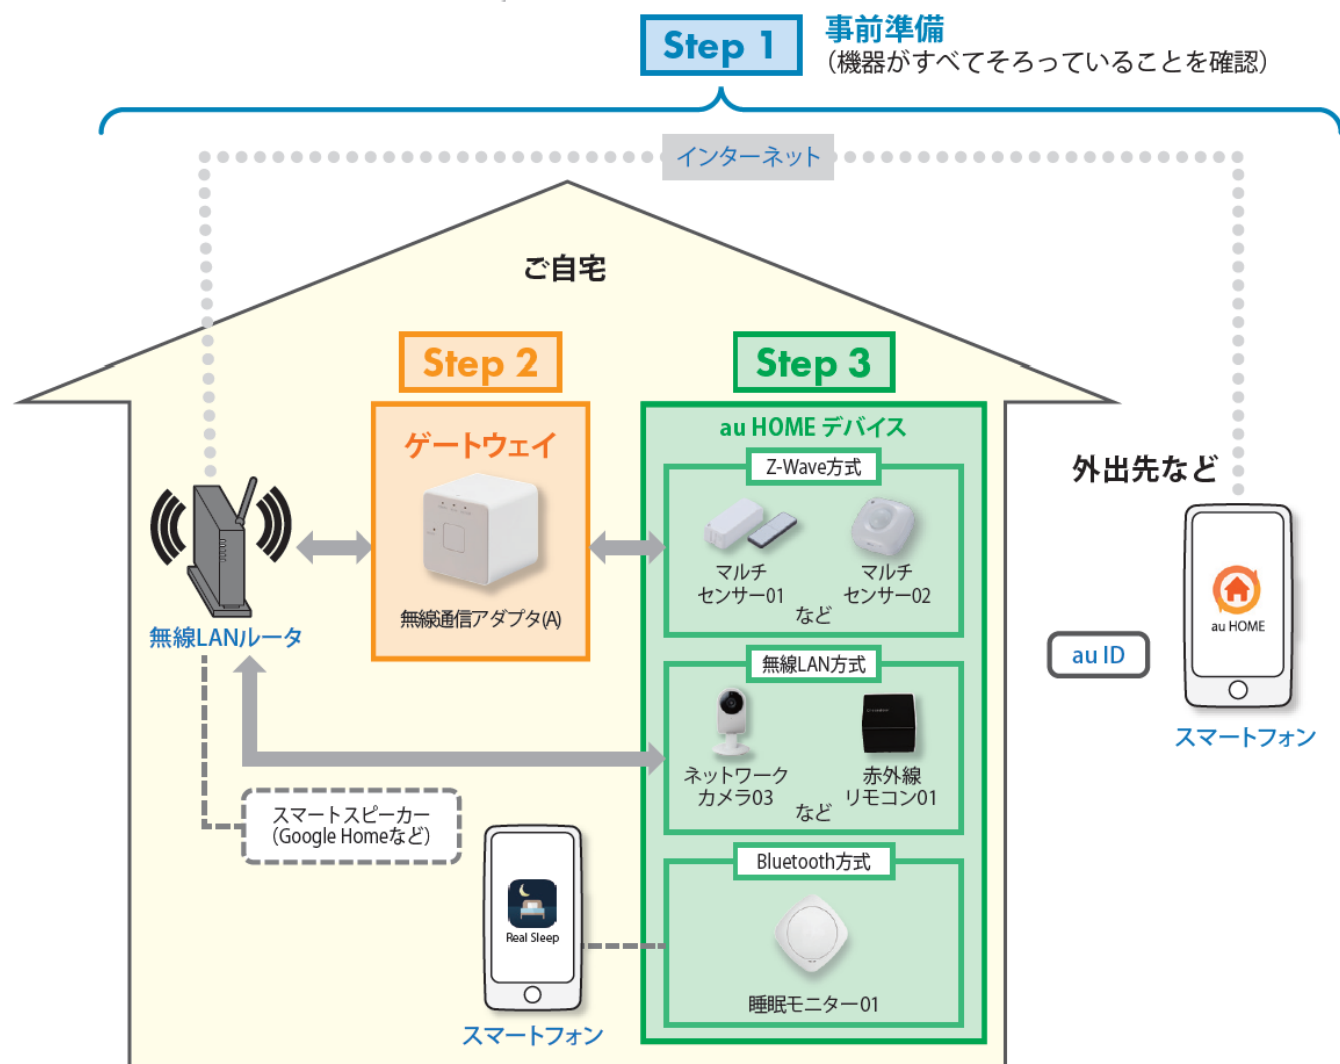 Step 1
事前準備
（機器がすべてそろっていることを確認）
インターネット
ご自宅
Step 2
Step 3
ゲートウェイ
無線通信アダプタ(A)
au HOME デバイス
Z-Wave方式
マルチ
センサー01
マルチ
センサー02
など
無線LAN方式
ネットワーク
カメラ03
赤外線
リモコン01
など
Bluetooth方式
睡眠モニター01
無線LANルータ
スマートスピーカー
（Google Homeなど）
Real Sleep
スマートフォン
外出先など
au HOME
au ID
スマートフォン